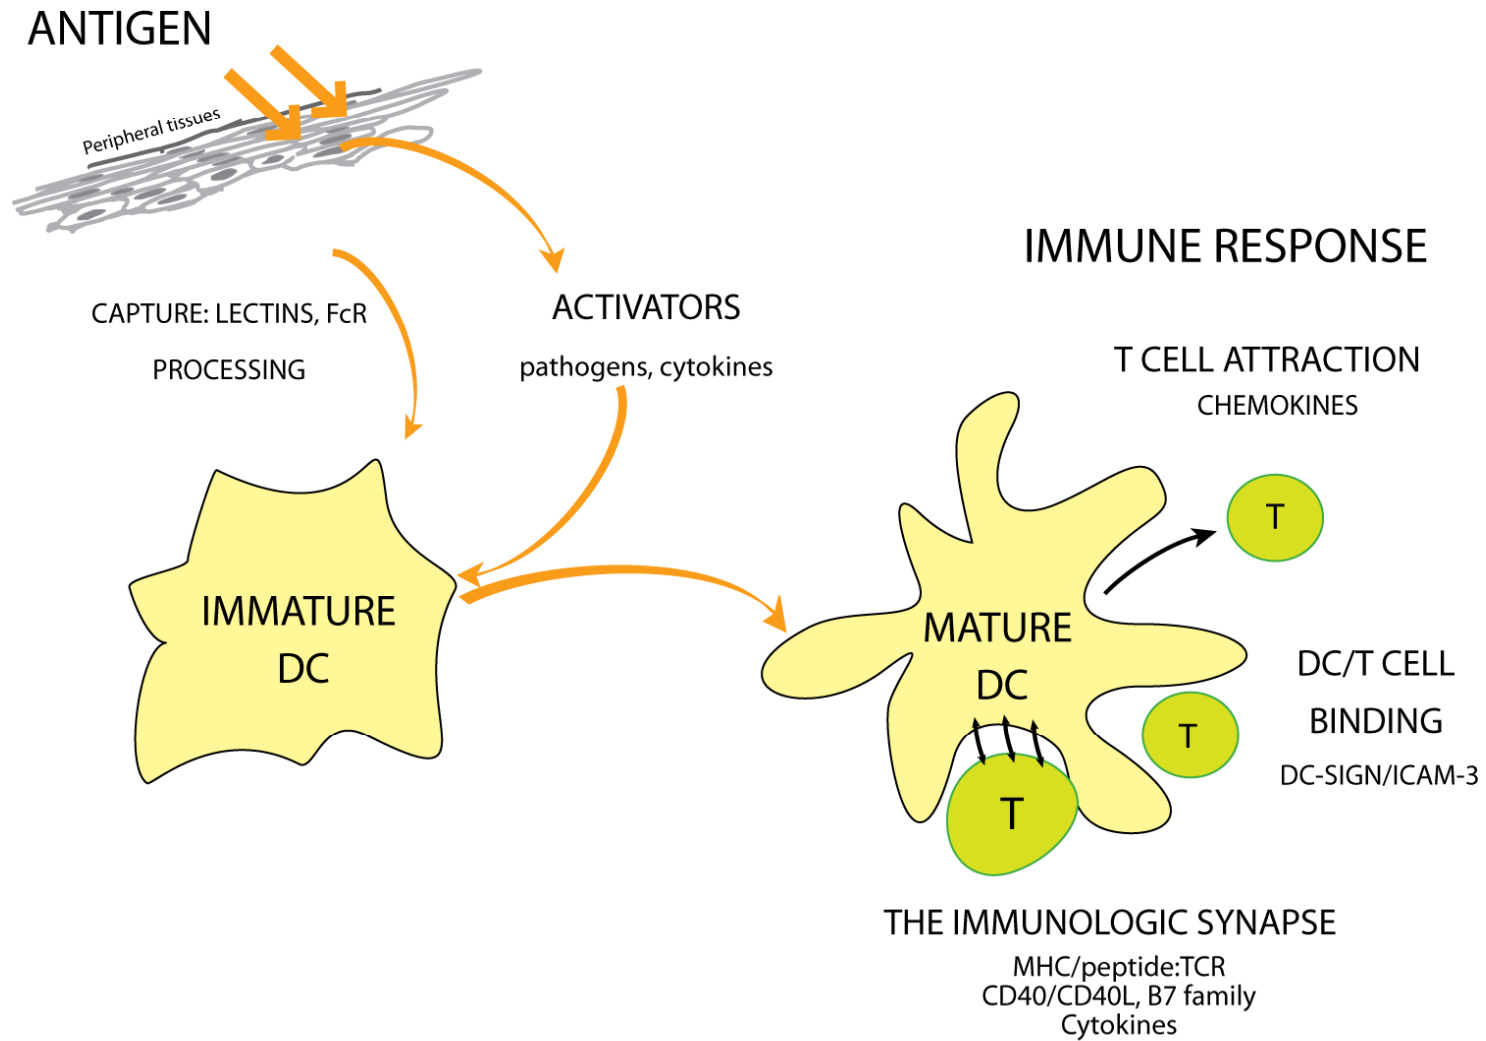 ANTIGEN
Peripheral tissues
CAPTURE: LECTINS, FcR
PROCESSING
ACTIVATORS
pathogens, cytokines
IMMATURE
DC
IMMUNE RESPONSE
T CELL ATTRACTION
CHEMOKINES
T
MATURE
DC
DC/T CELL
BINDING
DC-SIGN/ICAM-3
T
T
THE IMMUNOLOGIC SYNAPSE
MHC/peptide:TCR
CD40/CD40L, B7 family
Cytokines